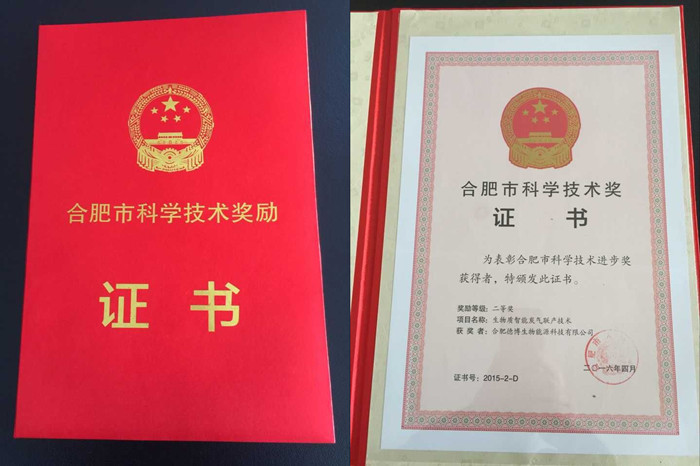 合肥市科学技术奖励
证 书
合肥市科学技术奖
证 书
为表彰合肥市科学技术进步奖
获得者，特颁发此证书。
奖励等级：二等奖
项目名称：生物质智能炭气联产技术
获 奖 者：合肥德博生物能源科技有限公司
二〇一六年四月
证书号：2015-2-D